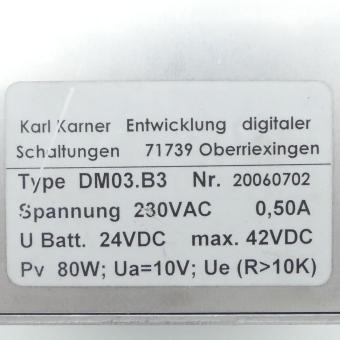 Karl Karner Entwicklung digitaler
Schaltungen 71739 Oberriexingen
Type DM03.B3 Nr. 20060702
Spannung 230VAC 0,50A
U Batt. 24VDC max. 42VDC
Pv 80W; Ua=10V; Ue (R>10K)